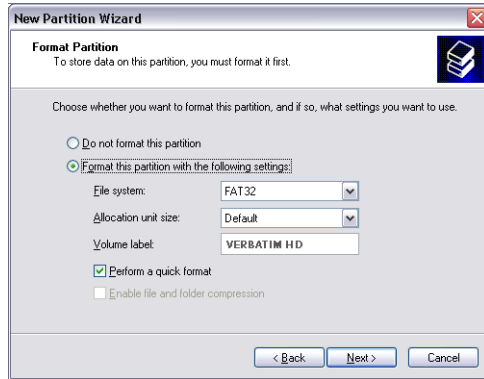 New Partition Wizard
Format Partition
To store data on this partition, you must format it first.
Choose whether you want to format this partition, and if so, what settings you want to use.
Do not format this partition
Format this partition with the following settings:
File system:
FAT32
Allocation unit size:
Default
Volume label:
VERBATIM HD
Perform a quick format
Enable file and folder compression
< Back
Next >
Cancel